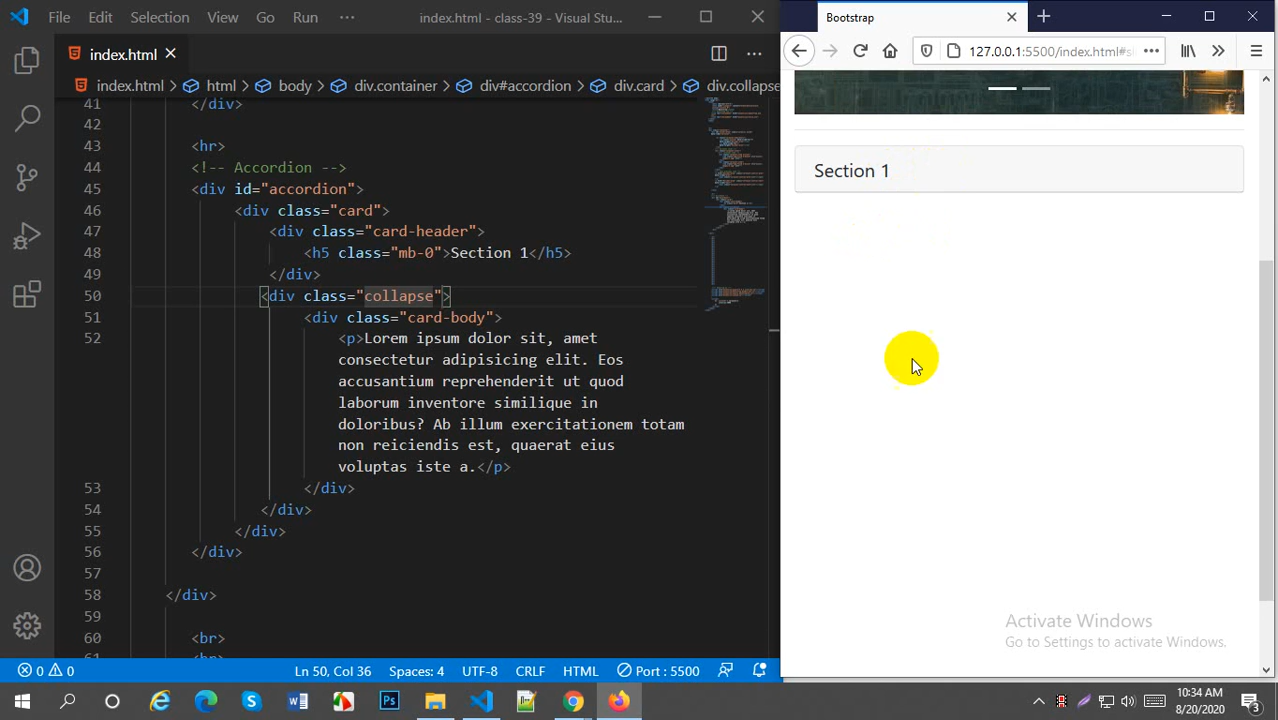 File Edit Selection View Go Run ··· index.html - class-39 - Visual Stu...
index.html
index.html > html > body > div.container > div#accordion > div.card > div.collapse
41 </div>
42
43 <hr>
44 <!-- Accordion -->
45 <div id="accordion">
46 <div class="card">
47 <div class="card-header">
48 <h5 class="mb-0">Section 1</h5>
49 </div>
50 <div class="collapse">
51 <div class="card-body">
52 <p>Lorem ipsum dolor sit, amet
consectetur adipisicing elit. Eos
accusantium reprehenderit ut quod
laborum inventore similique in
doloribus? Ab illum exercitationem totam
non reiciendis est, quaerat eius
voluptas iste a.</p>
53 </div>
54 </div>
55 </div>
56 </div>
57
58 </div>
59
60 <br>
61 <br>
0 0 Ln 50, Col 36 Spaces: 4 UTF-8 CRLF HTML Port : 5500
Bootstrap
127.0.0.1:5500/index.html#s
Section 1
Activate Windows
Go to Settings to activate Windows.
10:34 AM
8/20/2020
3